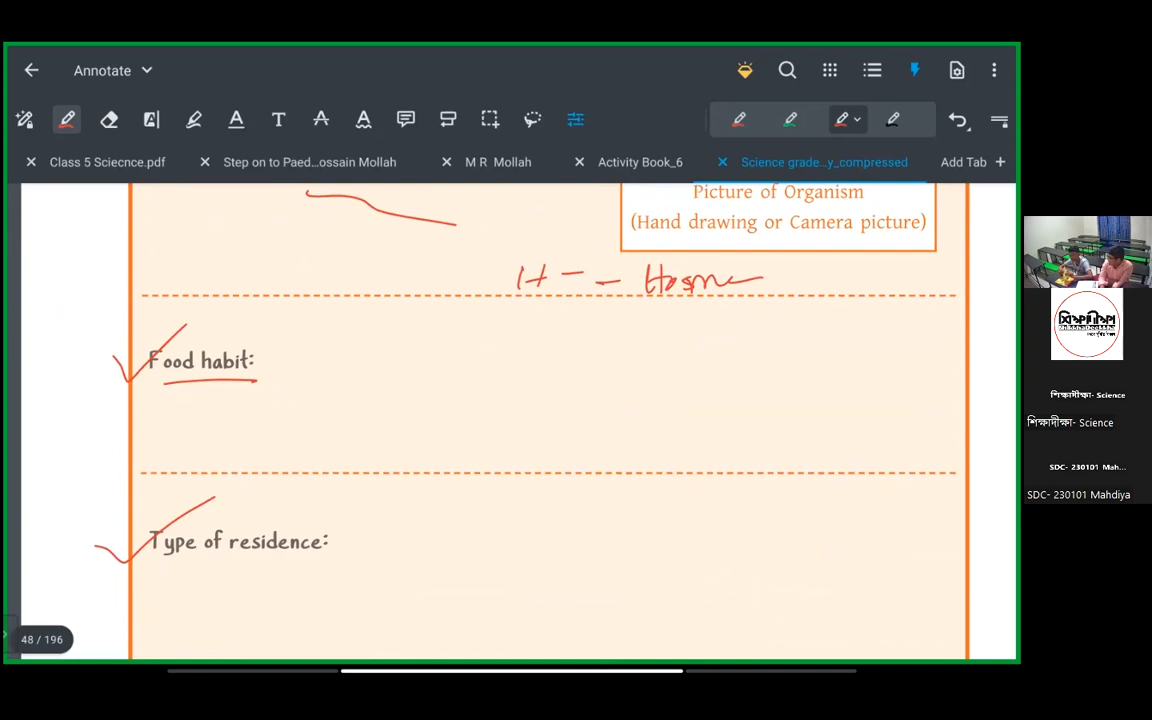 Annotate
Class 5 Sciecnce.pdf
Step on to Paed...ossain Mollah
M R Mollah
Activity Book_6
Science grade...y_compressed
Add Tab
Picture of Organism
(Hand drawing or Camera picture)
H
Food habit:
Type of residence:
48 / 196
শিক্ষাদীক্ষা
শিক্ষাদীক্ষা- Science
শিক্ষাদীক্ষা- Science
SDC- 230101 Mah...
SDC- 230101 Mahdiya